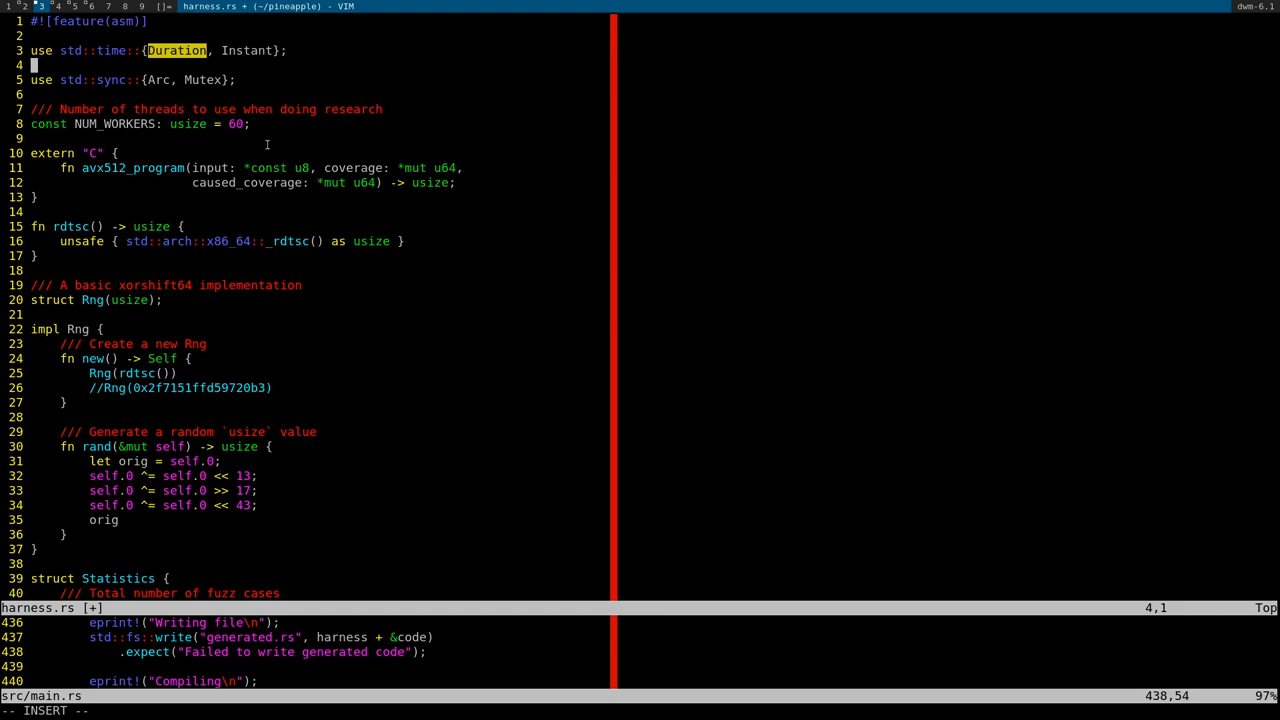 1 2 3 4 5 6 7 8 9 []= harness.rs + (~/pineapple) - VIM dwm-6.1
1 #![feature(asm)]
2
3 use std::time::{Duration, Instant};
4
5 use std::sync::{Arc, Mutex};
6
7 /// Number of threads to use when doing research
8 const NUM_WORKERS: usize = 60;
9
10 extern "C" {
11     fn avx512_program(input: *const u8, coverage: *mut u64,
12                       caused_coverage: *mut u64) -> usize;
13 }
14
15 fn rdtsc() -> usize {
16     unsafe { std::arch::x86_64::_rdtsc() as usize }
17 }
18
19 /// A basic xorshift64 implementation
20 struct Rng(usize);
21
22 impl Rng {
23     /// Create a new Rng
24     fn new() -> Self {
25         Rng(rdtsc())
26         //Rng(0x2f7151ffd59720b3)
27     }
28
29     /// Generate a random `usize` value
30     fn rand(&mut self) -> usize {
31         let orig = self.0;
32         self.0 ^= self.0 << 13;
33         self.0 ^= self.0 >> 17;
34         self.0 ^= self.0 << 43;
35         orig
36     }
37 }
38
39 struct Statistics {
40     /// Total number of fuzz cases
harness.rs [+] 4,1 Top
436         eprint!("Writing file\n");
437         std::fs::write("generated.rs", harness + &code)
438             .expect("Failed to write generated code");
439
440         eprint!("Compiling\n");
src/main.rs 438,54 97%
-- INSERT --